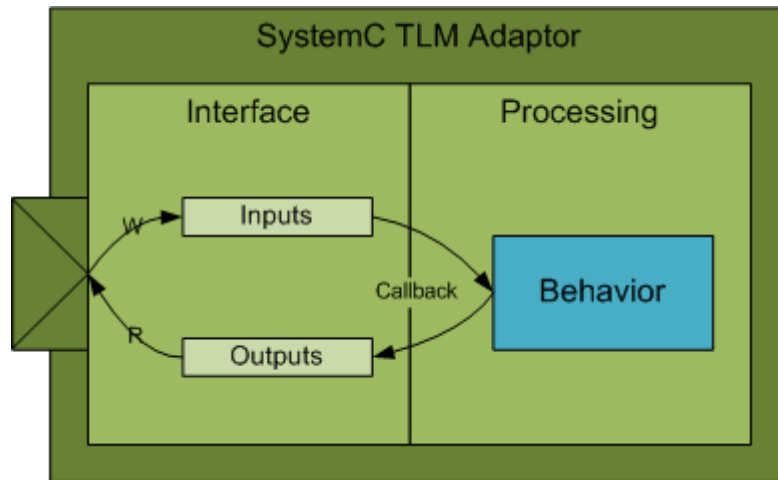 SystemC TLM Adaptor
Interface
Processing
W
Inputs
Callback
Behavior
R
Outputs